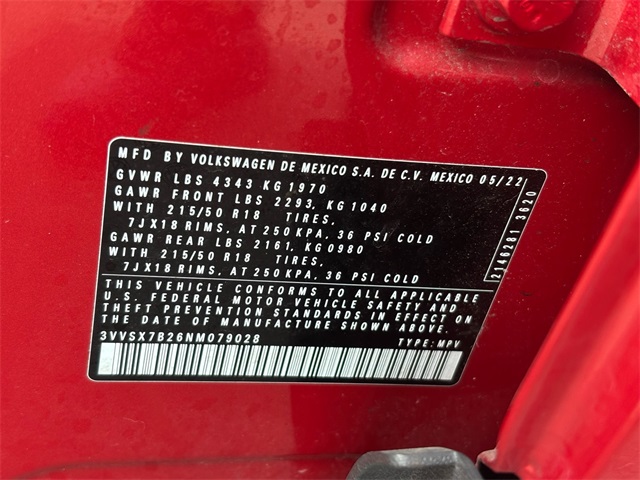 MFD BY VOLKSWAGEN DE MEXICO S.A. DE C.V. MEXICO 05/22
GVWR LBS 4343 KG 1970
GAWR FRONT LBS 2293, KG 1040
WITH 215/50 R18 TIRES,
7JX18 RIMS, AT 250 KPA, 36 PSI COLD
GAWR REAR LBS 2161, KG 0980
WITH 215/50 R18 TIRES,
7JX18 RIMS, AT 250 KPA, 36 PSI COLD
THIS VEHICLE CONFORMS TO ALL APPLICABLE
U.S. FEDERAL MOTOR VEHICLE SAFETY AND
THEFT PREVENTION STANDARDS IN EFFECT ON
THE DATE OF MANUFACTURE SHOWN ABOVE.
3VVSX7B26NM079028 TYPE: MPV
2146281 3620